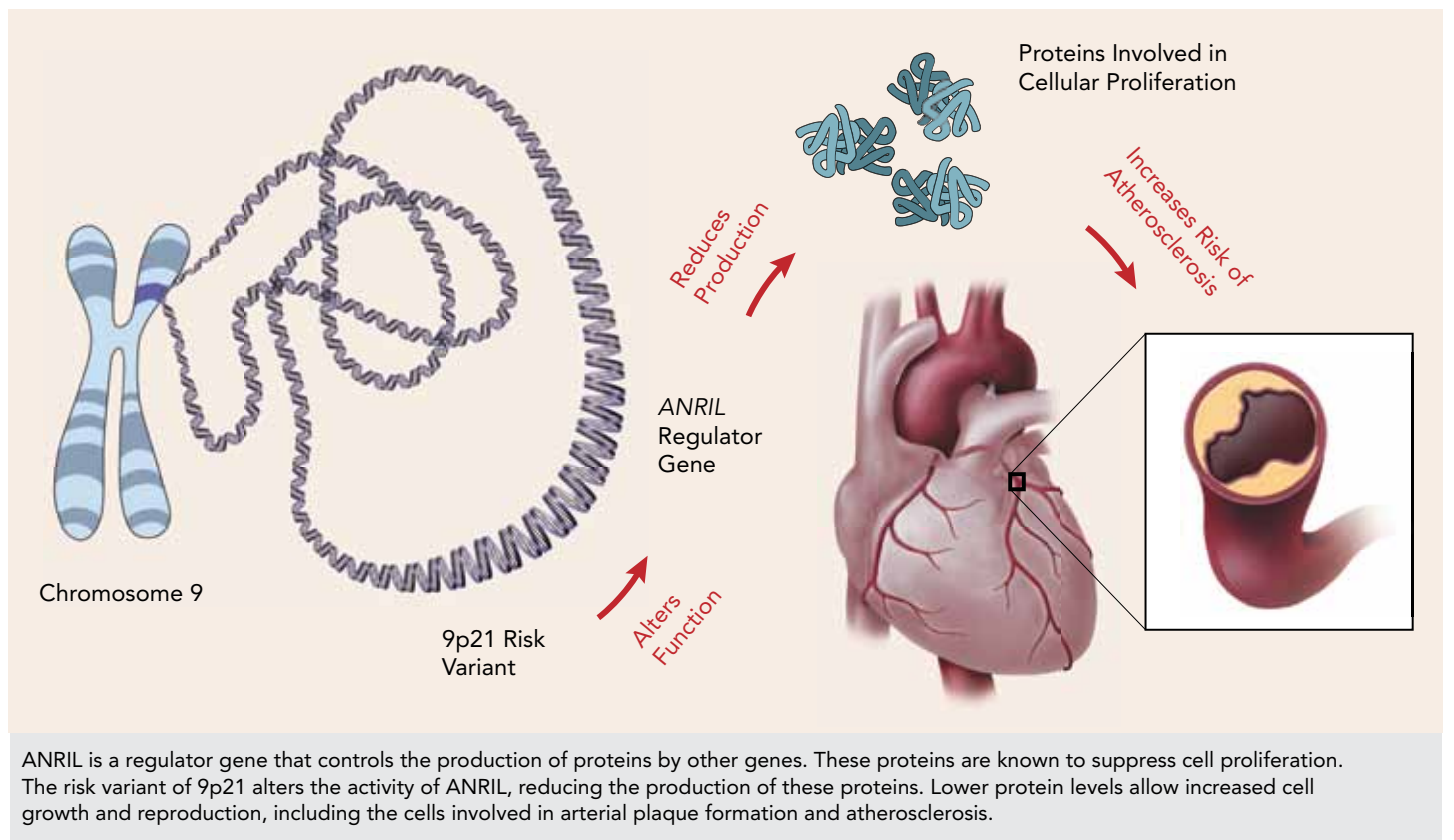 Proteins Involved in
Cellular Proliferation
Increases Risk of
Atherosclerosis
Reduces
Production
ANRIL
Regulator
Gene
Chromosome 9
9p21 Risk
Variant
Alters
Function
ANRIL is a regulator gene that controls the production of proteins by other genes. These proteins are known to suppress cell proliferation.
The risk variant of 9p21 alters the activity of ANRIL, reducing the production of these proteins. Lower protein levels allow increased cell
growth and reproduction, including the cells involved in arterial plaque formation and atherosclerosis.